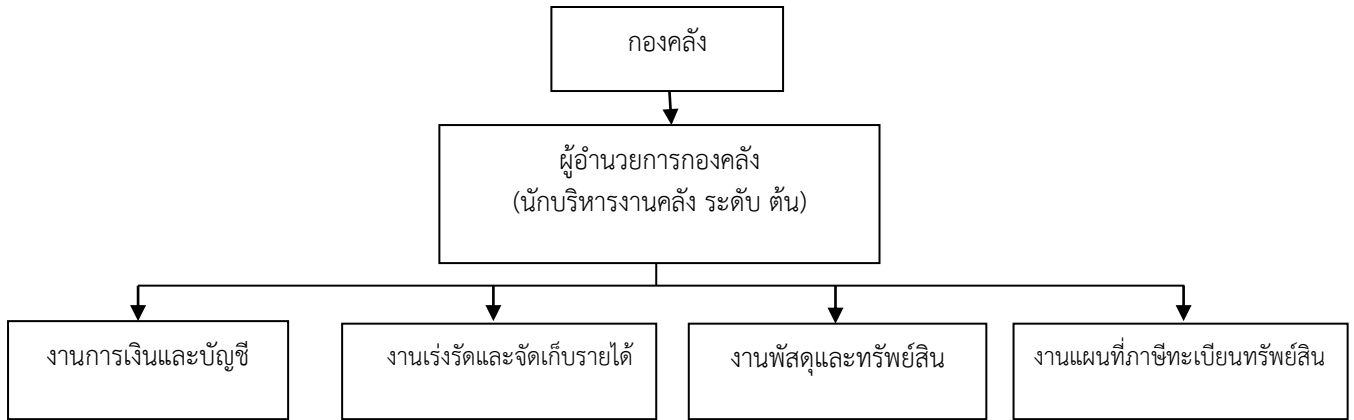 กองคลัง
ผู้อำนวยการกองคลัง
(นักบริหารงานคลัง ระดับ ต้น)
งานการเงินและบัญชี
งานเร่งรัดและจัดเก็บรายได้
งานพัสดุและทรัพย์สิน
งานแผนที่ภาษีทะเบียนทรัพย์สิน